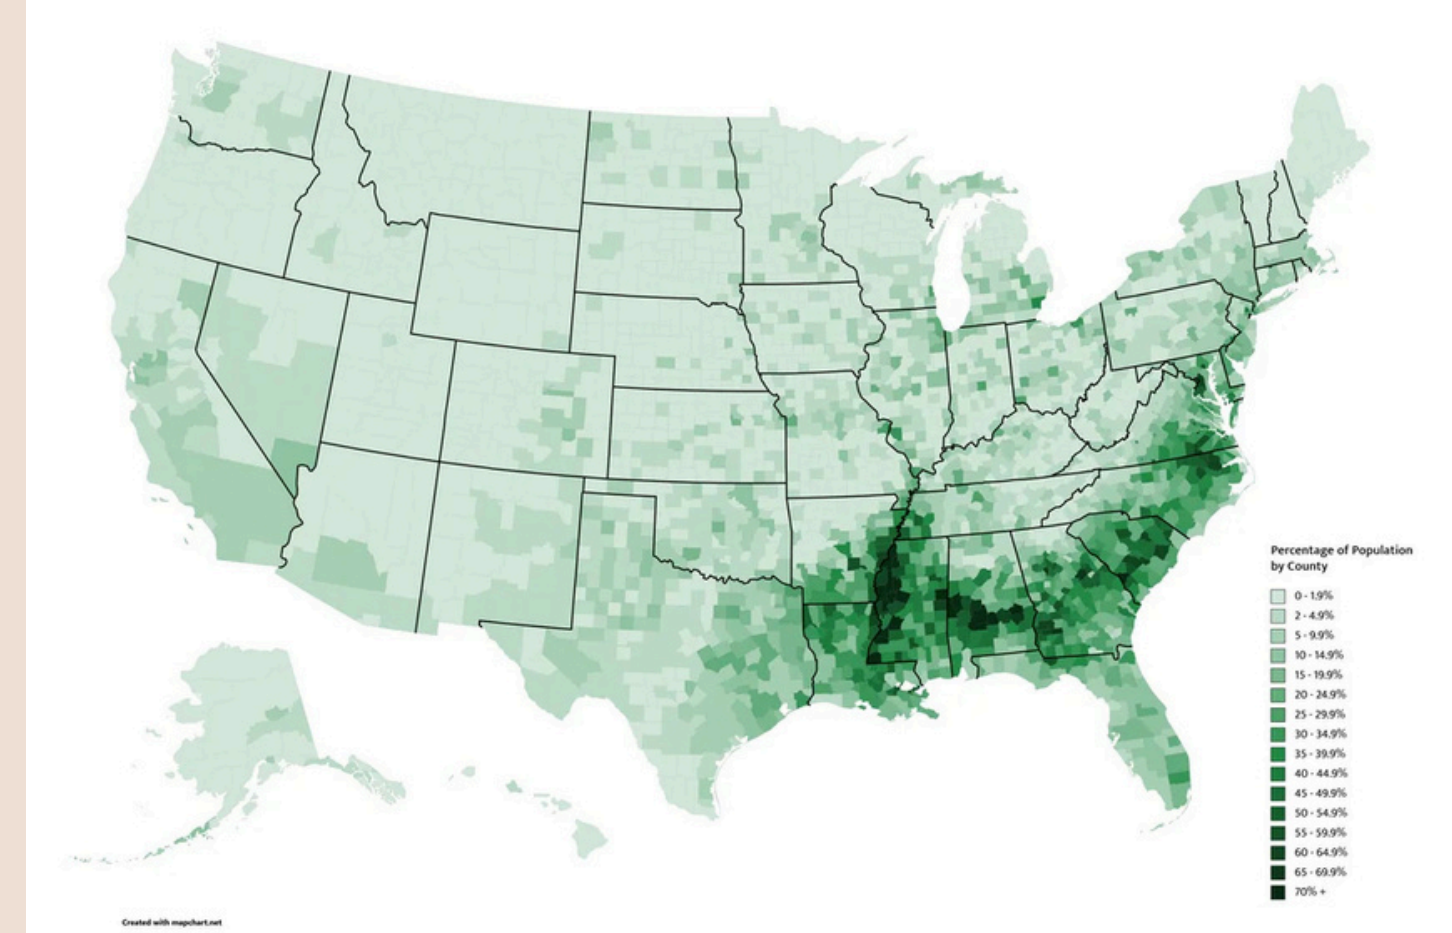 Percentage of Population
by County
0 - 1.9%
2 - 4.9%
5 - 9.9%
10 - 14.9%
15 - 19.9%
20 - 24.9%
25 - 29.9%
30 - 34.9%
35 - 39.9%
40 - 44.9%
45 - 49.9%
50 - 54.9%
55 - 59.9%
60 - 64.9%
65 - 69.9%
70% +
Created with mapchart.net